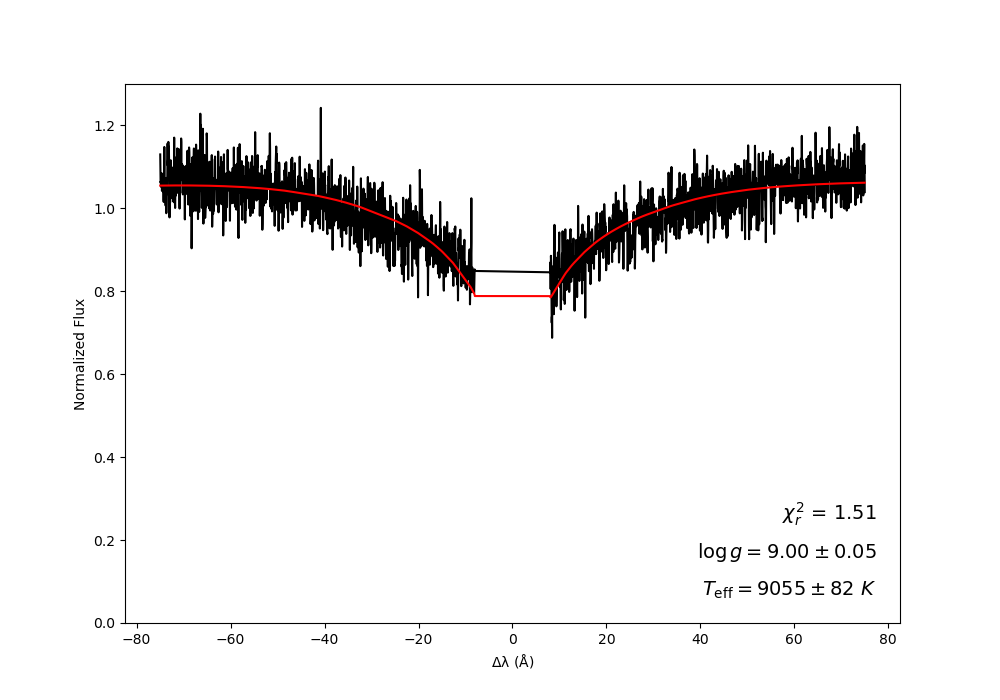 1.2
1.0
0.8
0.6
0.4
0.2
0.0
Normalized Flux
χ²ᵣ = 1.51
log g = 9.00 ± 0.05
T_eff = 9055 ± 82 K
−80 −60 −40 −20 0 20 40 60 80
Δλ (Å)